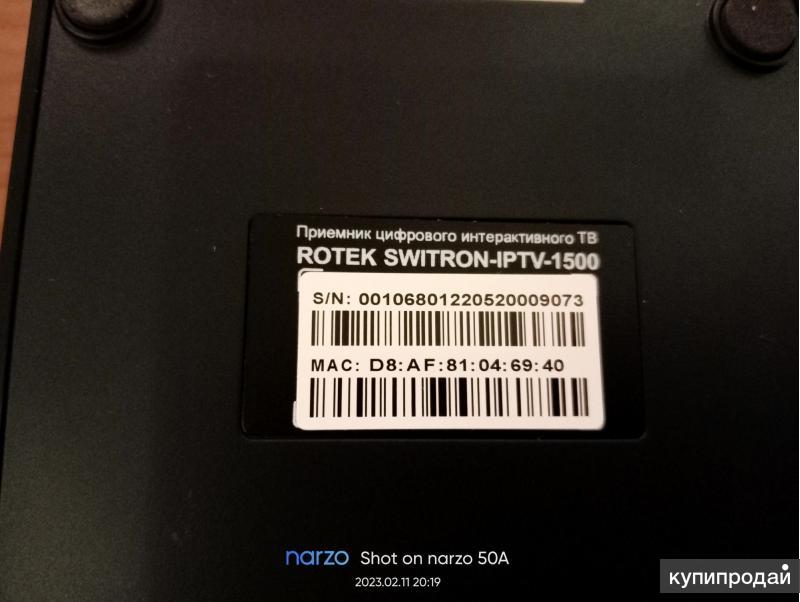 Приемник цифрового интерактивного ТВ
ROTEK SWITRON-IPTV-1500
S/N: 00106801220520009073
MAC: D8:AF:81:04:69:40
narzo Shot on narzo 50A
2023.02.11 20:19
купипродай